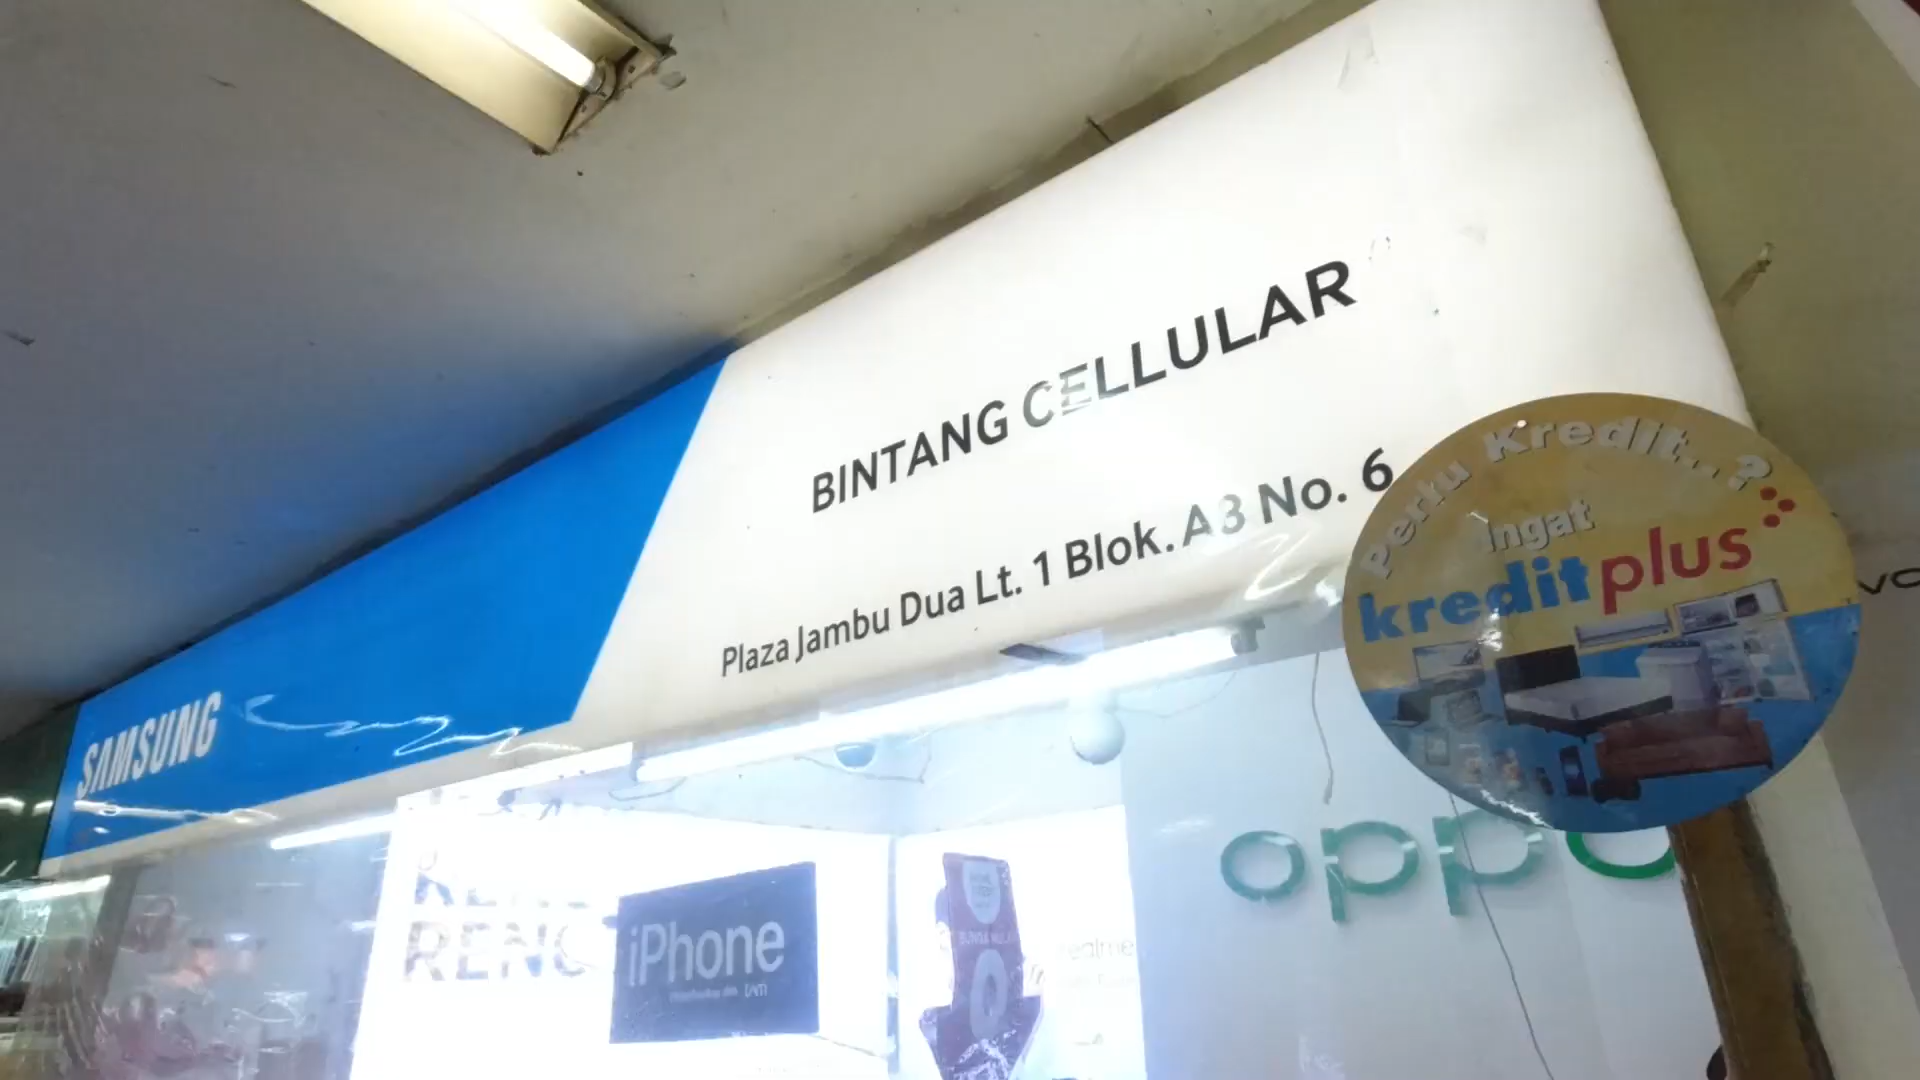 BINTANG CELLULAR
Plaza Jambu Dua Lt. 1 Blok. A3 No. 6
SAMSUNG
Perlu Kredit...?
ingat
kreditplus
oppo
RENO
iPhone
realme